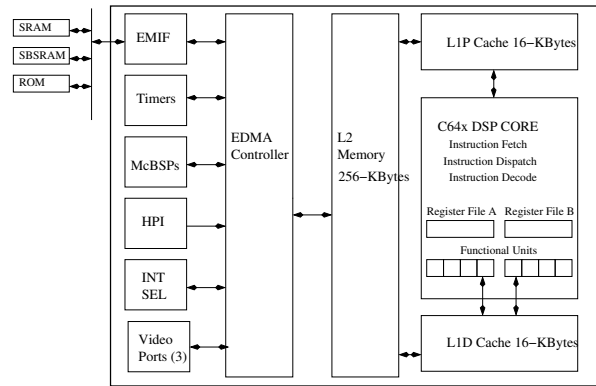 SRAM
SBSRAM
ROM
EMIF
Timers
McBSPs
HPI
INT
SEL
Video
Ports (3)
EDMA
Controller
L2
Memory
256-KBytes
L1P Cache 16-KBytes
C64x DSP CORE
Instruction Fetch
Instruction Dispatch
Instruction Decode
Register File A
Register File B
Functional Units
L1D Cache 16-KBytes